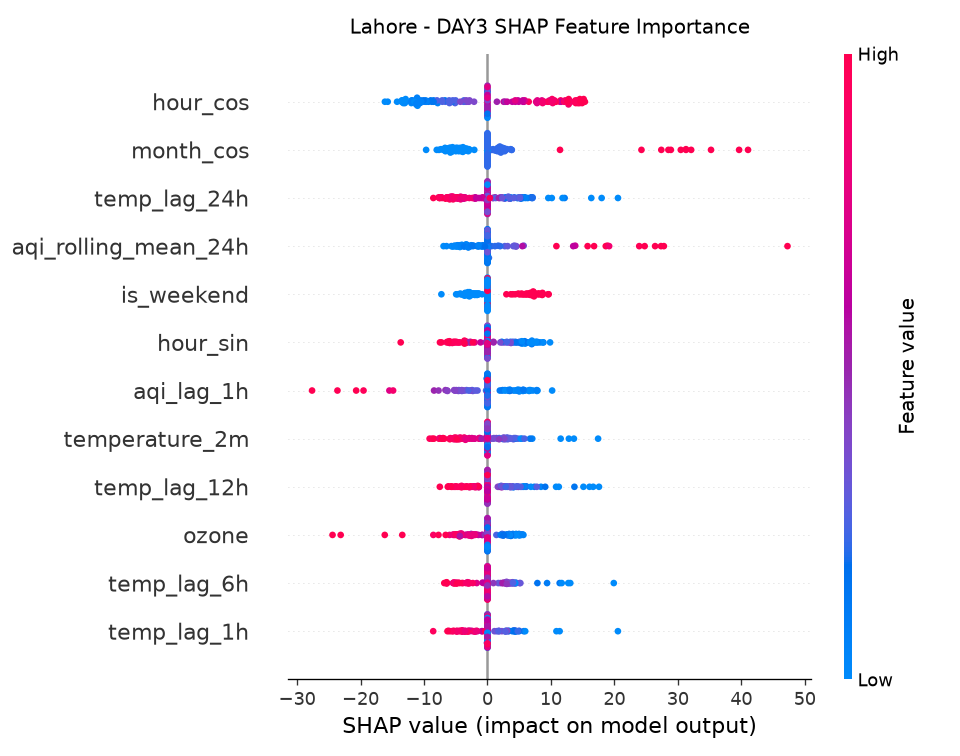 Lahore - DAY3 SHAP Feature Importance
High
hour_cos
month_cos
temp_lag_24h
aqi_rolling_mean_24h
is_weekend
hour_sin
aqi_lag_1h
temperature_2m
temp_lag_12h
ozone
temp_lag_6h
temp_lag_1h
Feature value
Low
−30 −20 −10 0 10 20 30 40 50
SHAP value (impact on model output)